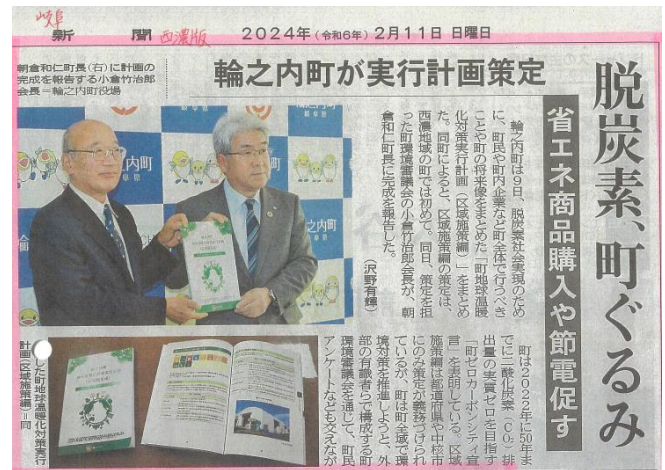 岐阜
新聞 西濃版
2024年(令和6年)2月11日 日曜日
脱炭素、町ぐるみ
輪之内町が実行計画策定
省エネ商品購入や節電促す
朝倉和仁町長(右)に計画の
完成を報告する小倉竹治郎
会長=輪之内町役場
輪之内町は9日、脱炭素社会実現のため
に、町民や町内企業など町全体で行うべき
ことや町の将来像をまとめた「町地球温暖
化対策実行計画(区域施策編)」をまとめ
た。同町によると、区域施策編の策定は、
西濃地域の町では初めて。同日、策定を担
った町環境審議会の小倉竹治郎会長が、朝
倉和仁町長に完成を報告した。
(沢野有輝)
町は2022年に50年ま
でに二酸化炭素(CO₂)排
出量の実質ゼロを目指す
「町ゼロカーボンシティ宣
言」を表明している。区域
施策編は都道府県や中核市
にのみ策定が義務づけられ
ているが、町は町全域で環
境対策を推進しようと、外
部の有識者らで構成する町
環境審議会を通じて、町民
アンケートなども交えなが
した町地球温暖化対策実行
計画(区域施策編)=同